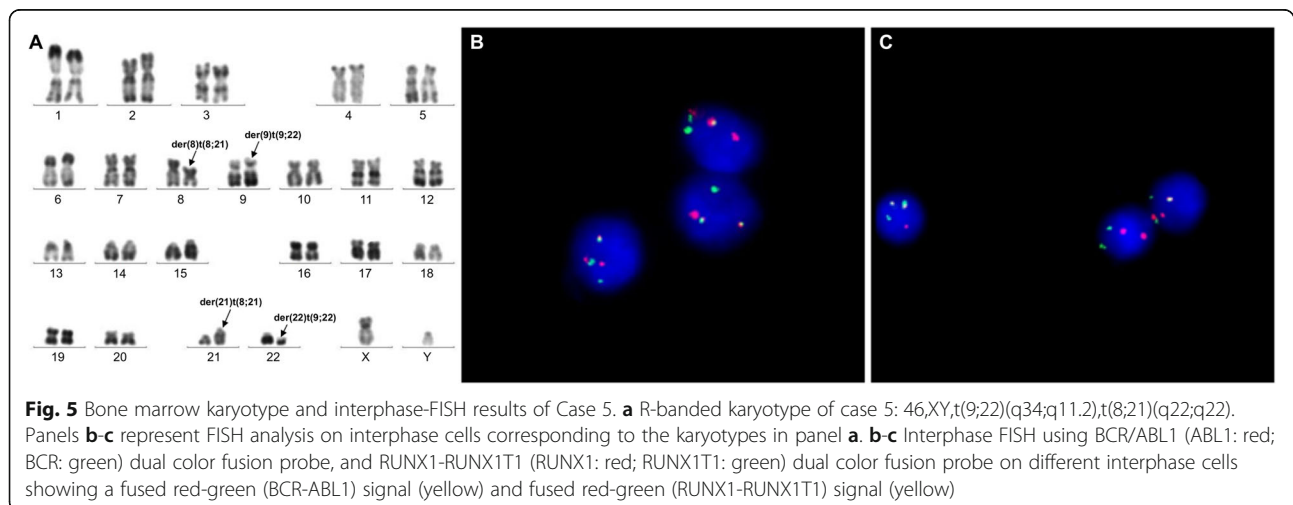 A
B
C
1 2 3 4 5
der(8)t(8;21) der(9)t(9;22)
6 7 8 9 10 11 12
13 14 15 16 17 18
der(21)t(8;21)
der(22)t(9;22)
19 20 21 22 X Y
Fig. 5 Bone marrow karyotype and interphase-FISH results of Case 5. a R-banded karyotype of case 5: 46,XY,t(9;22)(q34;q11.2),t(8;21)(q22;q22).
Panels b-c represent FISH analysis on interphase cells corresponding to the karyotypes in panel a. b-c Interphase FISH using BCR/ABL1 (ABL1: red;
BCR: green) dual color fusion probe, and RUNX1-RUNX1T1 (RUNX1: red; RUNX1T1: green) dual color fusion probe on different interphase cells
showing a fused red-green (BCR-ABL1) signal (yellow) and fused red-green (RUNX1-RUNX1T1) signal (yellow)